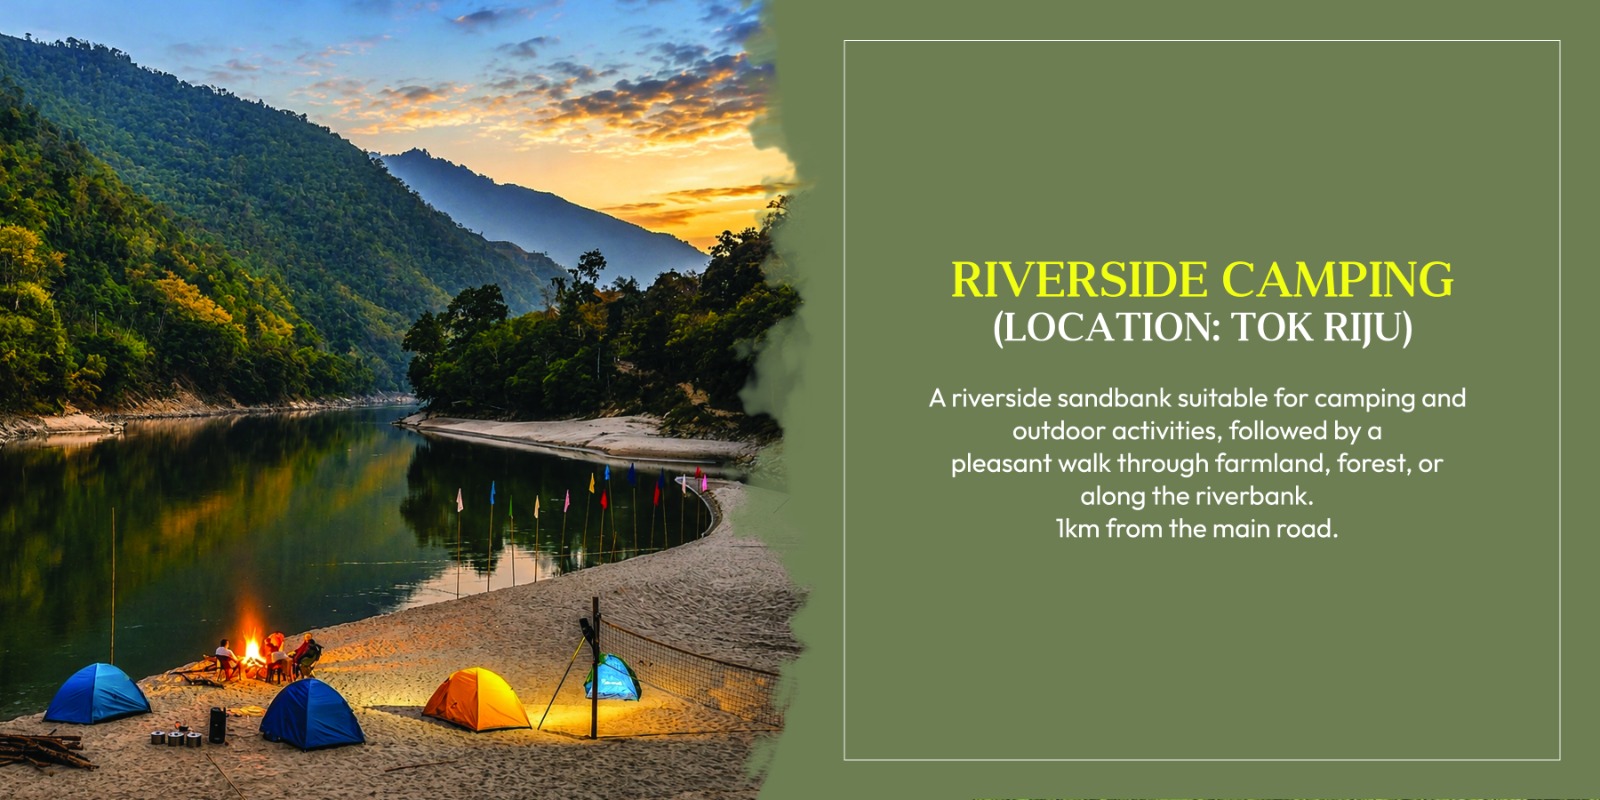 RIVERSIDE CAMPING
(LOCATION: TOK RIJU)
A riverside sandbank suitable for camping and
outdoor activities, followed by a
pleasant walk through farmland, forest, or
along the riverbank.
1km from the main road.